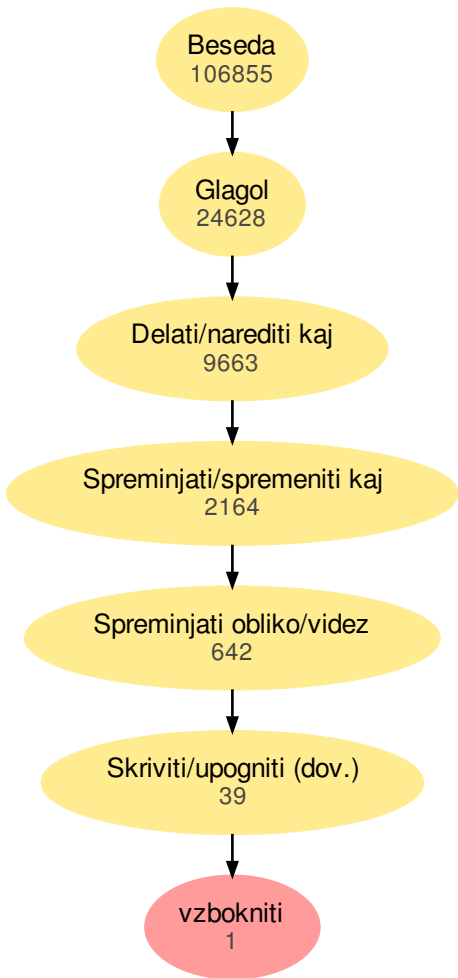 Beseda
106855
Glagol
24628
Delati/narediti kaj
9663
Spreminjati/spremeniti kaj
2164
Spreminjati obliko/videz
642
Skriviti/upogniti (dov.)
39
vzbokniti
1